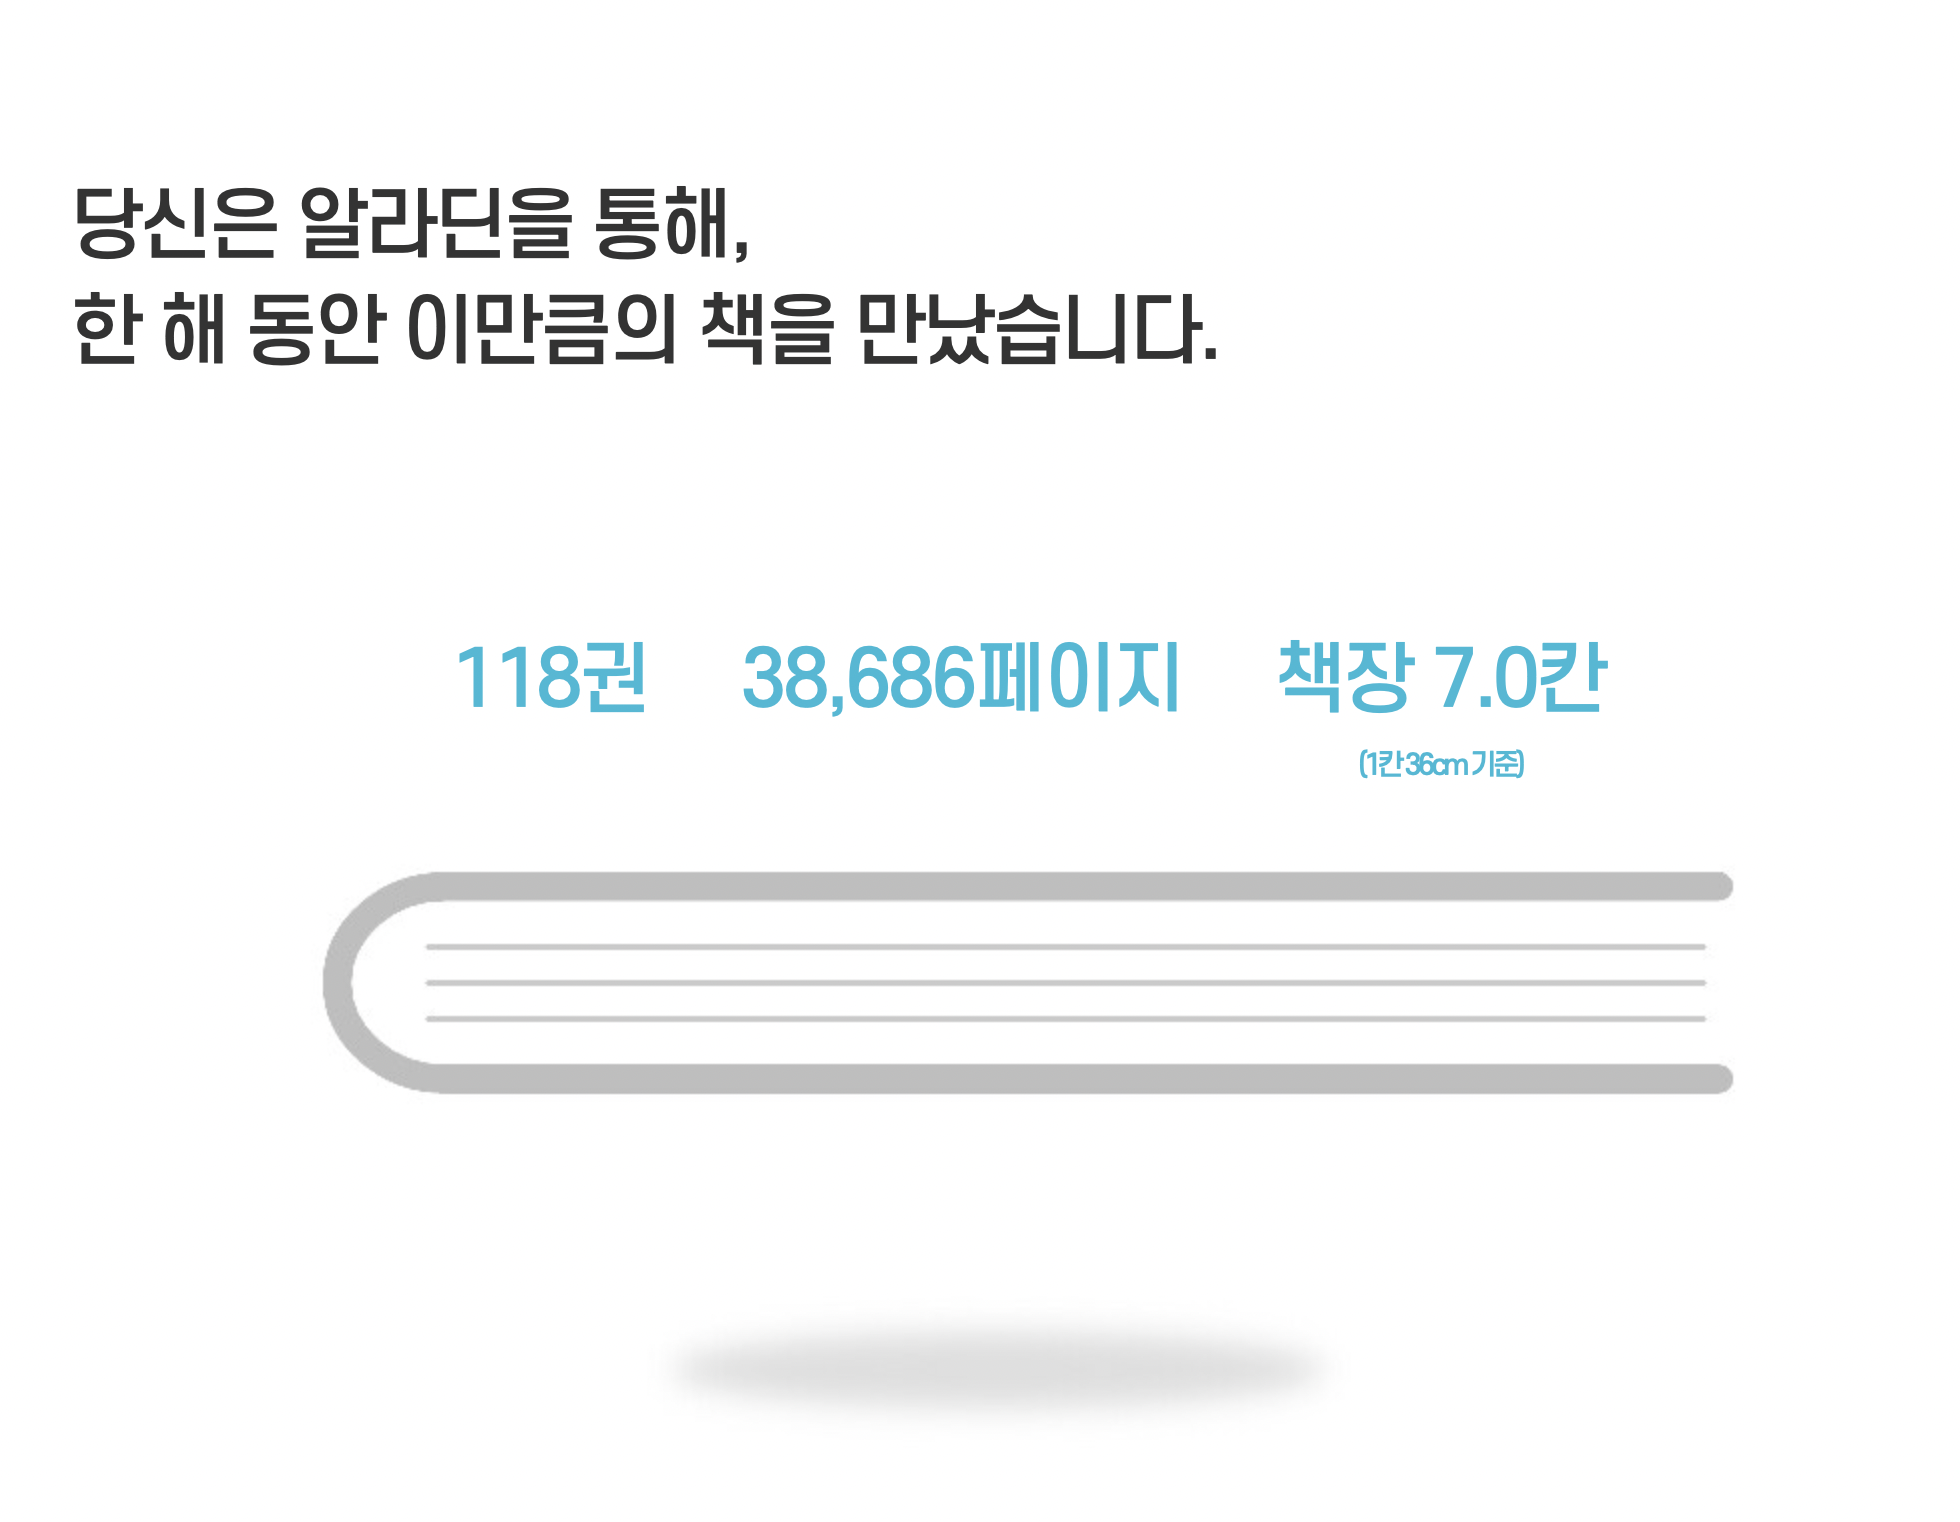 당신은 알라딘을 통해,
한 해 동안 이만큼의 책을 만났습니다.
118권 38,686페이지 책장 7.0칸
(1칸 36cm 기준)